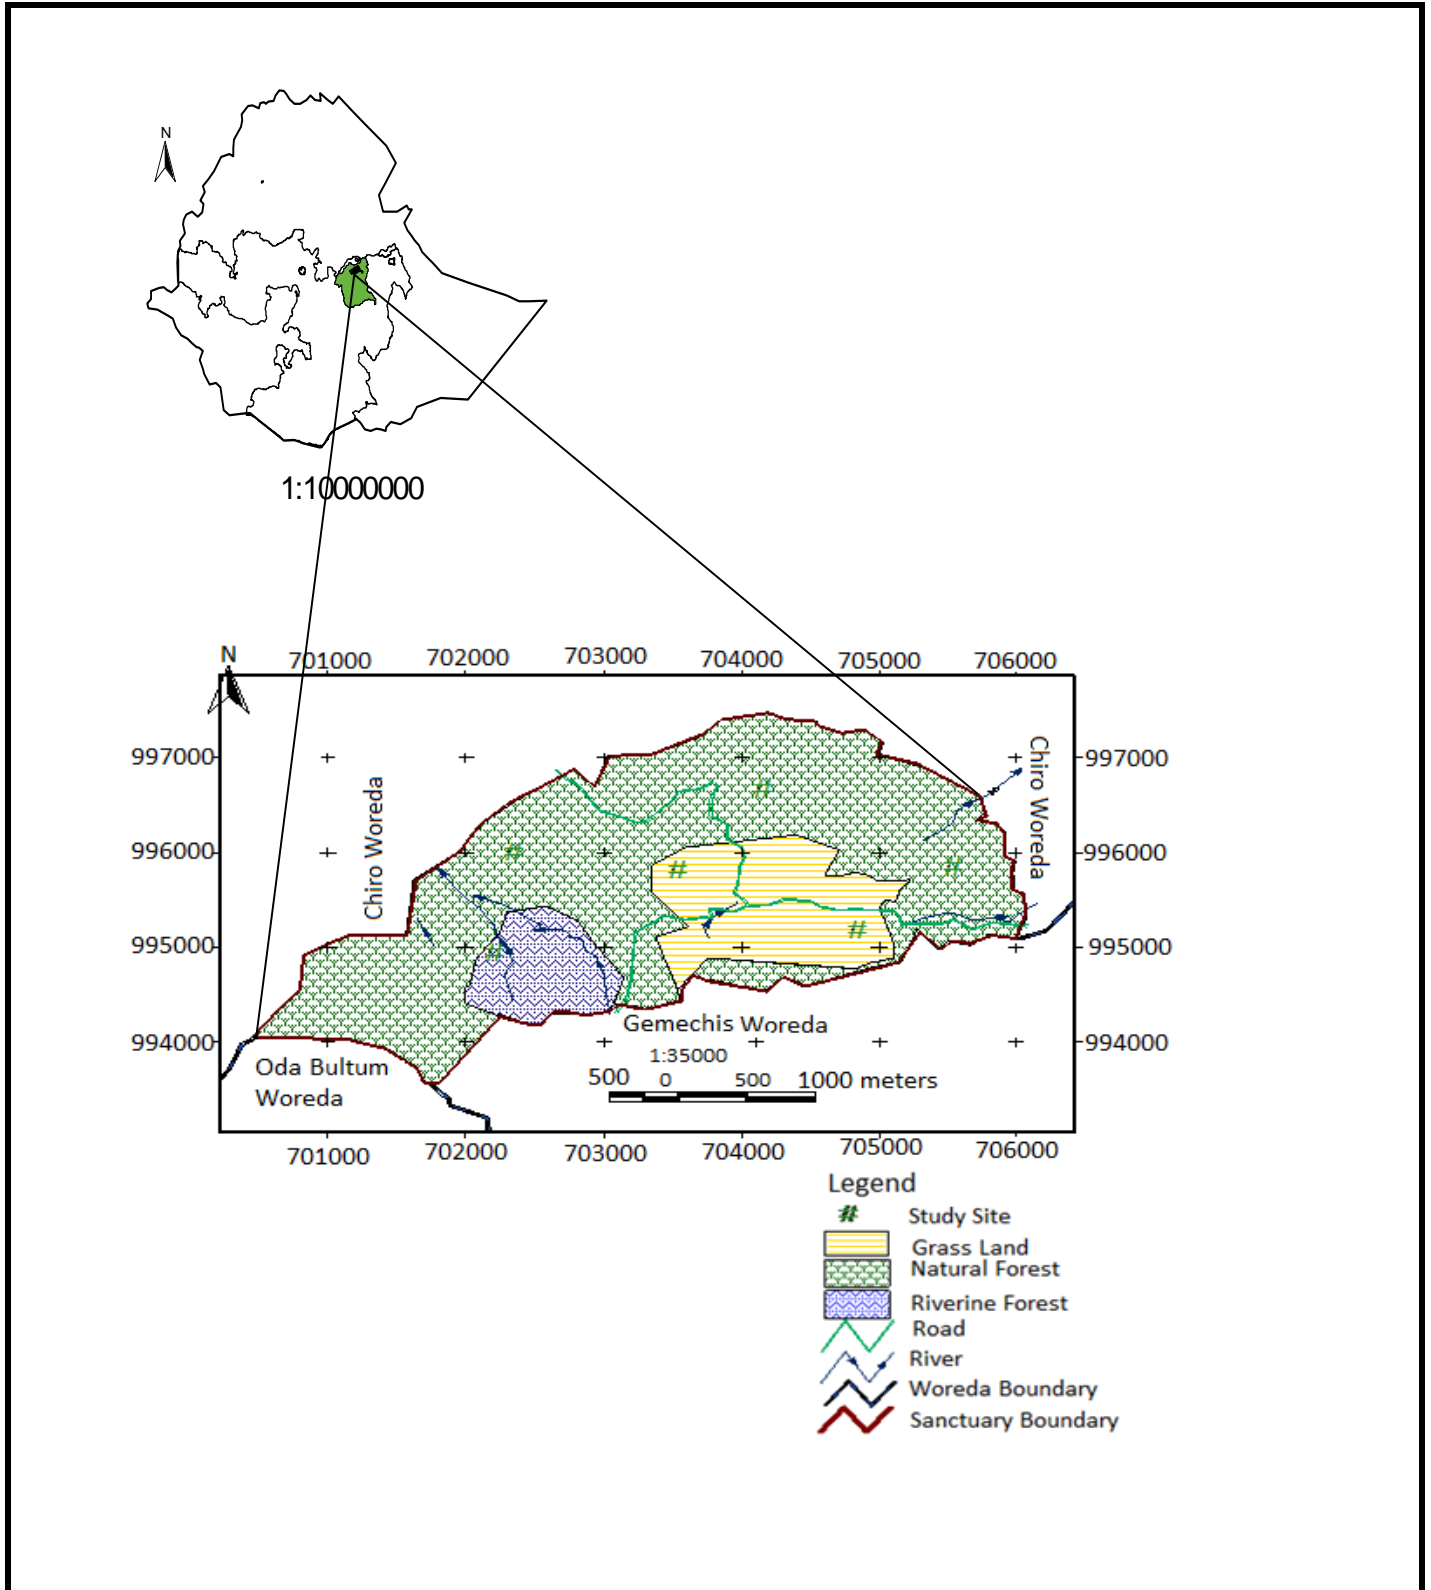 N
1:10000000
N
701000 702000 703000 704000 705000 706000
997000 997000
Chiro Woreda
Chiro Woreda
996000 996000
995000 995000
994000 994000
Gemechis Woreda
1:35000
Oda Bultum
Woreda
500 0 500 1000 meters
701000 702000 703000 704000 705000 706000
Legend
# Study Site
Grass Land
Natural Forest
Riverine Forest
Road
River
Woreda Boundary
Sanctuary Boundary